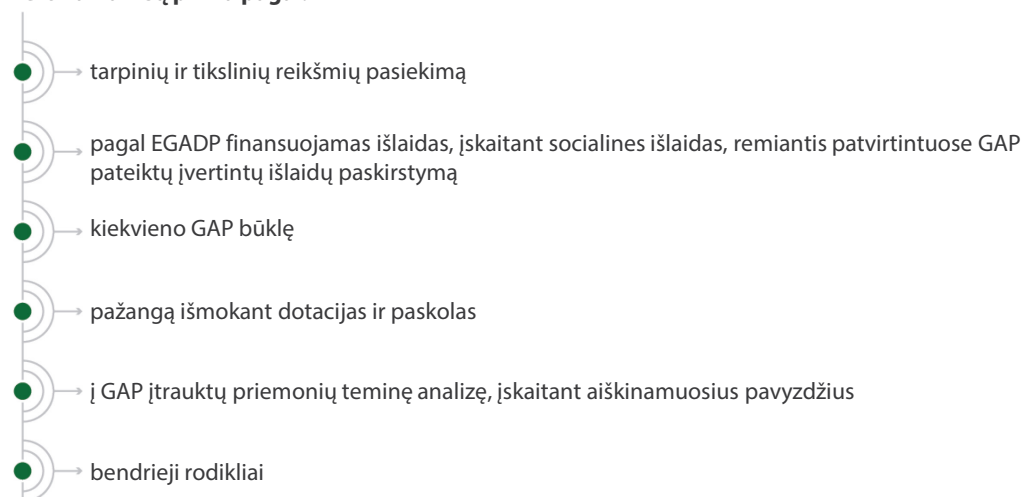 tarpinių ir tikslinių reikšmių pasiekimą
pagal EGADP finansuojamas išlaidas, įskaitant socialines išlaidas, remiantis patvirtintuose GAP
pateiktų įvertintų išlaidų paskirstymą
kiekvieno GAP būklę
pažangą išmokant dotacijas ir paskolas
į GAP įtrauktų priemonių teminę analizę, įskaitant aiškinamuosius pavyzdžius
bendrieji rodikliai